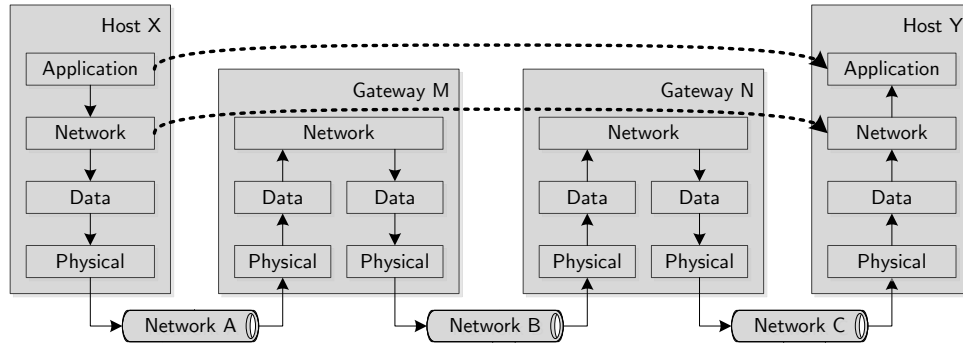 Host X
Host Y
Application
Application
Gateway M
Gateway N
Network
Network
Network
Network
Data
Data
Data
Data
Data
Data
Physical
Physical
Physical
Physical
Physical
Physical
Network A
Network B
Network C